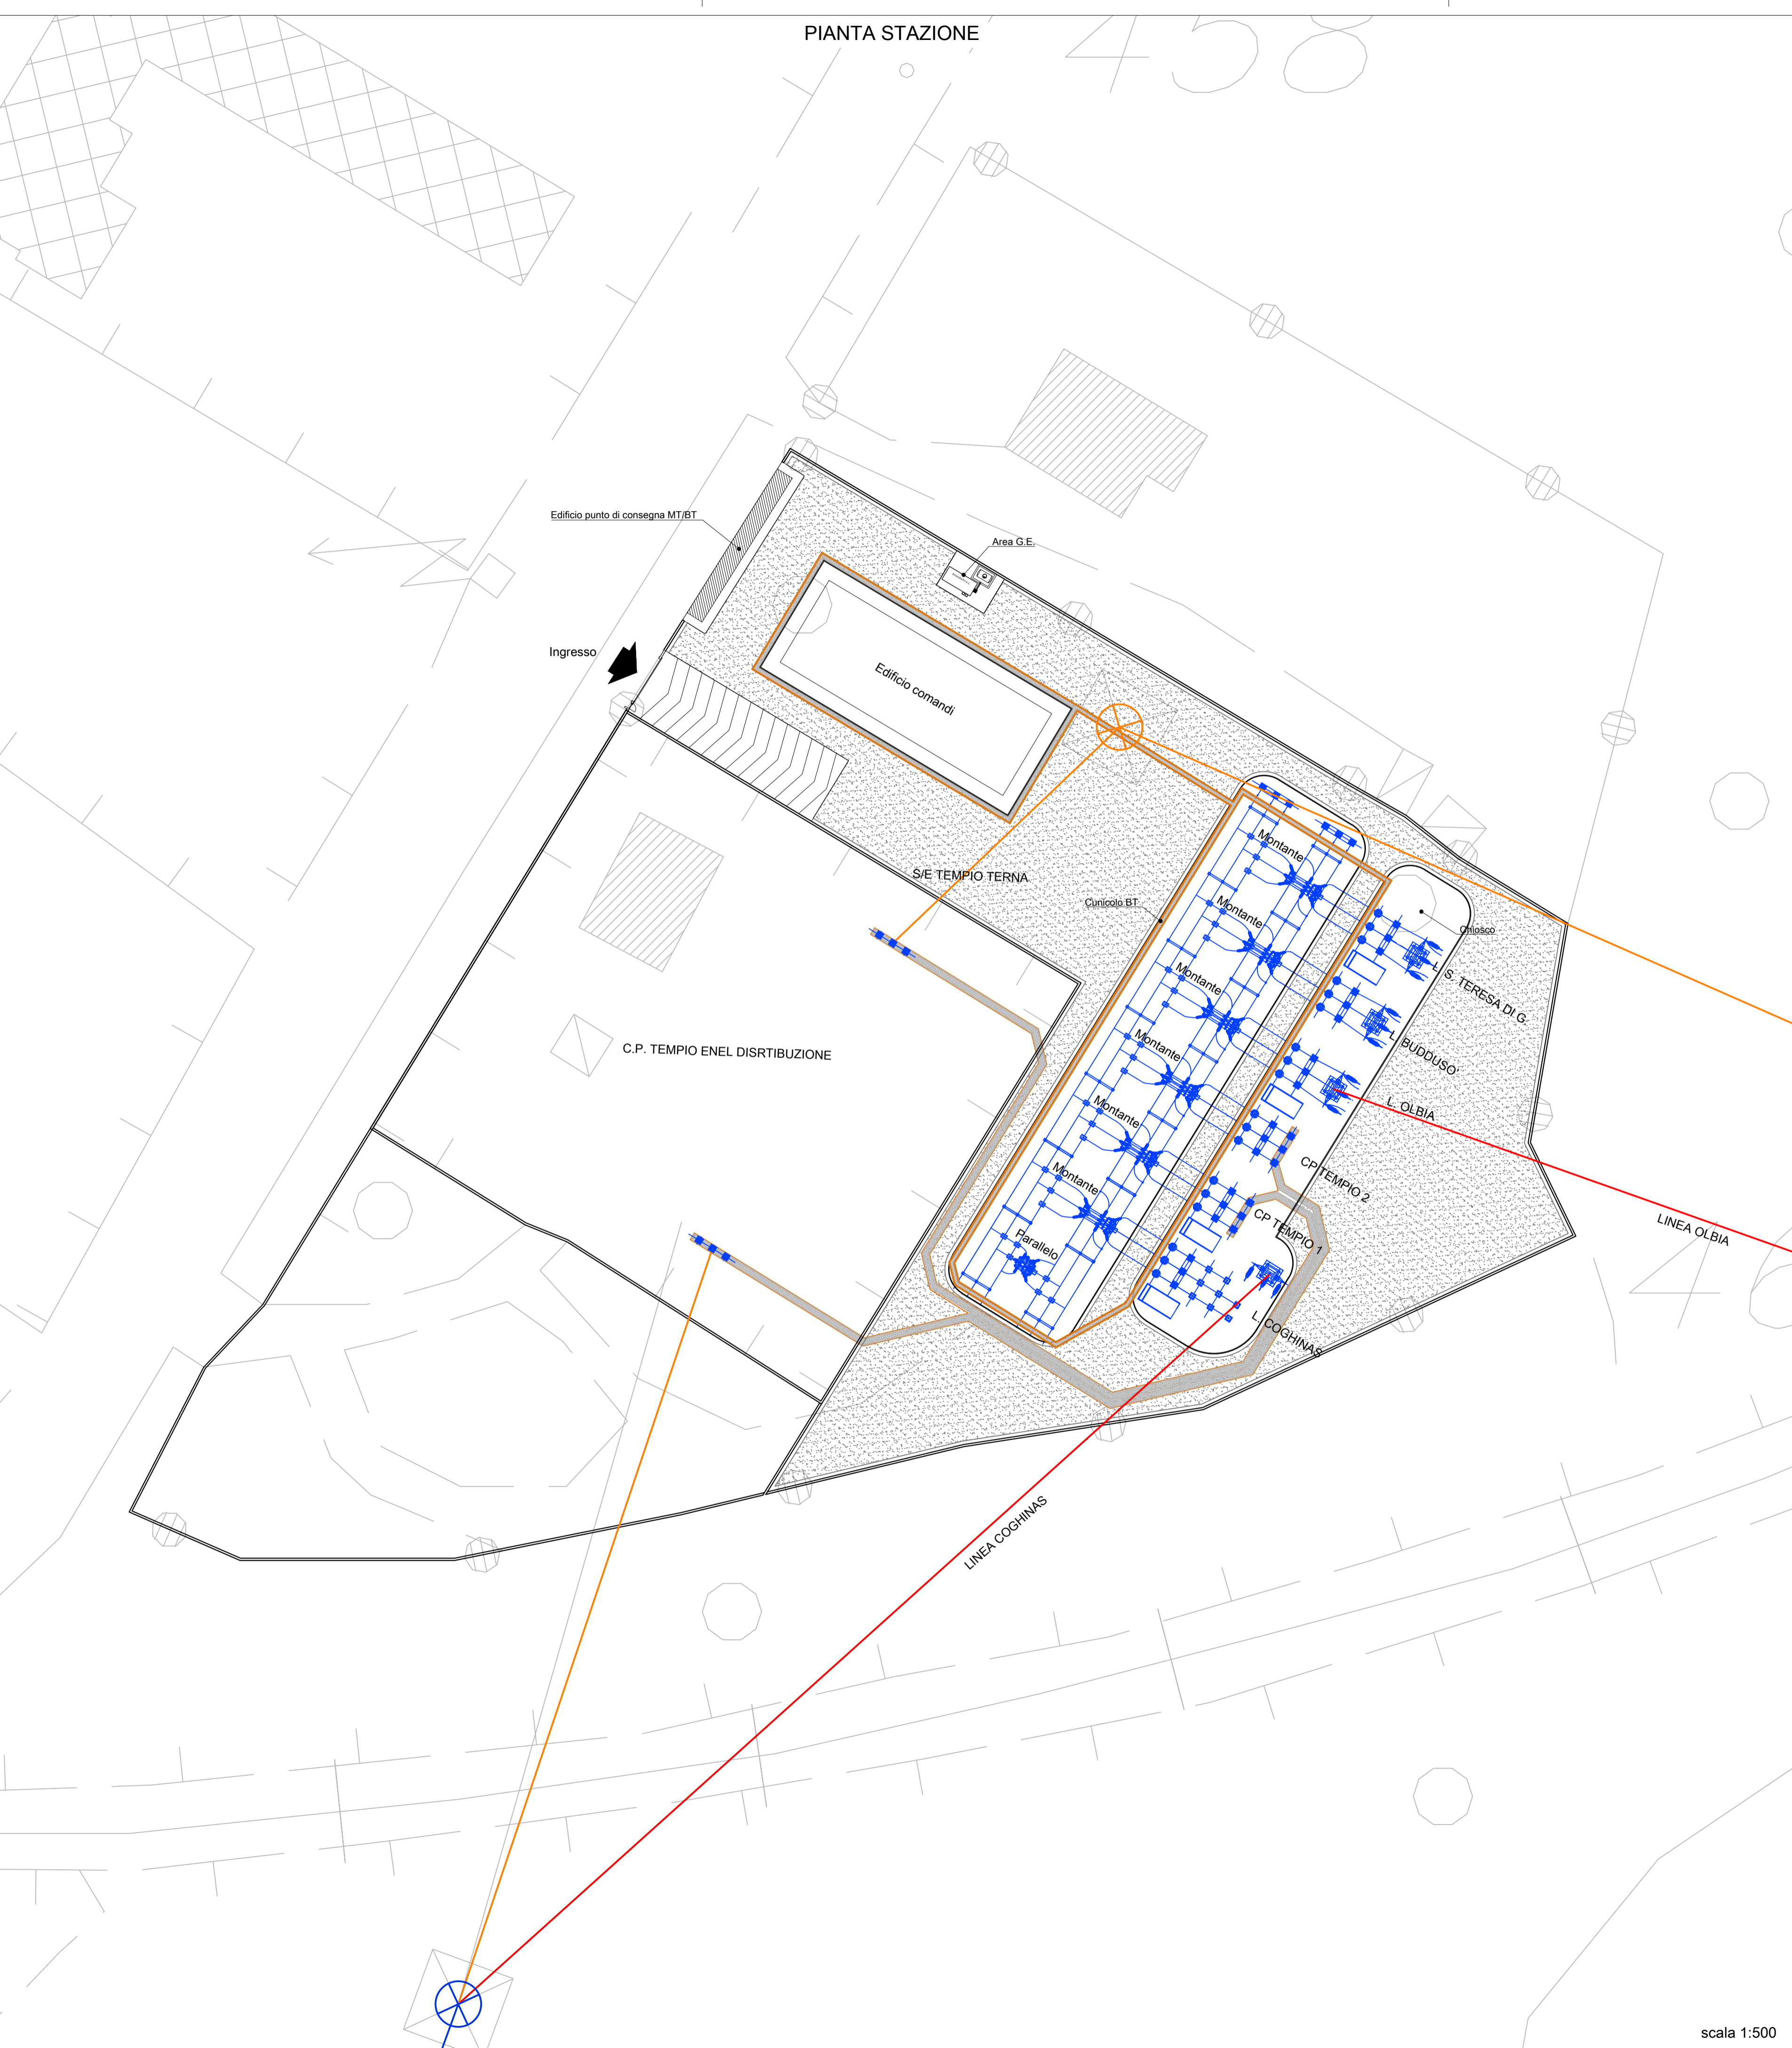 PIANTA STAZIONE
458
Edificio punto di consegna MT/BT
Area G.E.
Ingresso
Edificio comandi
Montante
S/E TEMPIO TERNA
Cunicolo BT
Montante
Chiosco
Montante
L. S. TERESA DI G.
Montante
L. BUDDUSO'
C.P. TEMPIO ENEL DISRTIBUZIONE
Montante
L. OLBIA
Montante
CP TEMPIO 2
Parallelo
CP TEMPIO 1
LINEA OLBIA
L. COGHINAS
LINEA COGHINAS
scala 1:500